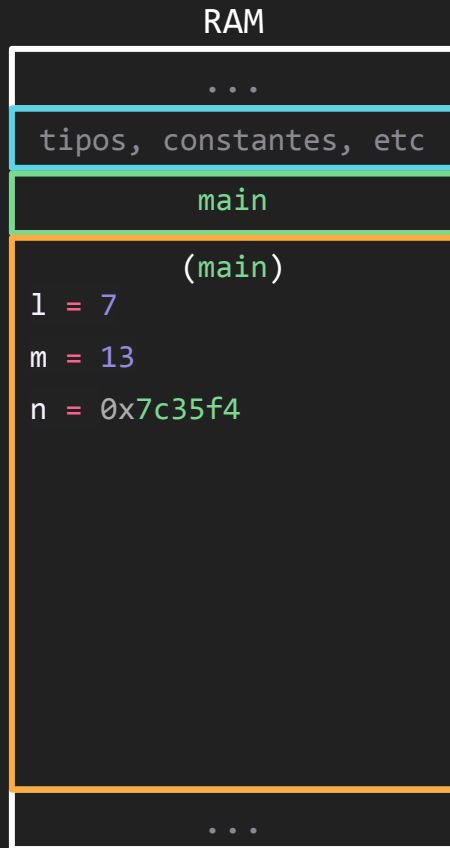 RAM
...
tipos, constantes, etc
main
(main)
l = 7
m = 13
n = 0x7c35f4
...